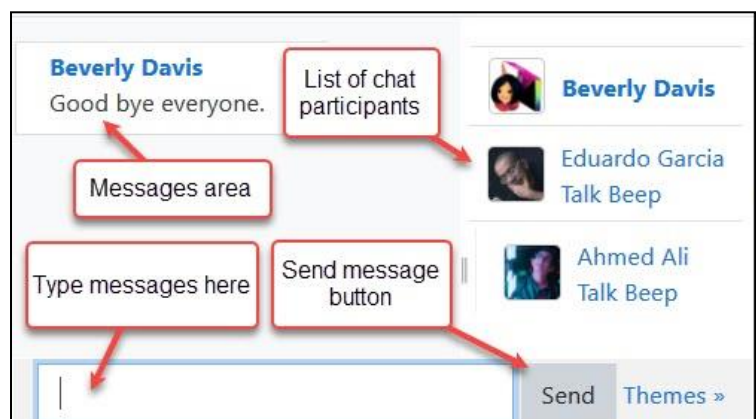 Beverly Davis
Good bye everyone.
List of chat
participants
Messages area
Type messages here
Send message
button
Beverly Davis
Eduardo Garcia
Talk Beep
Ahmed Ali
Talk Beep
Send
Themes »